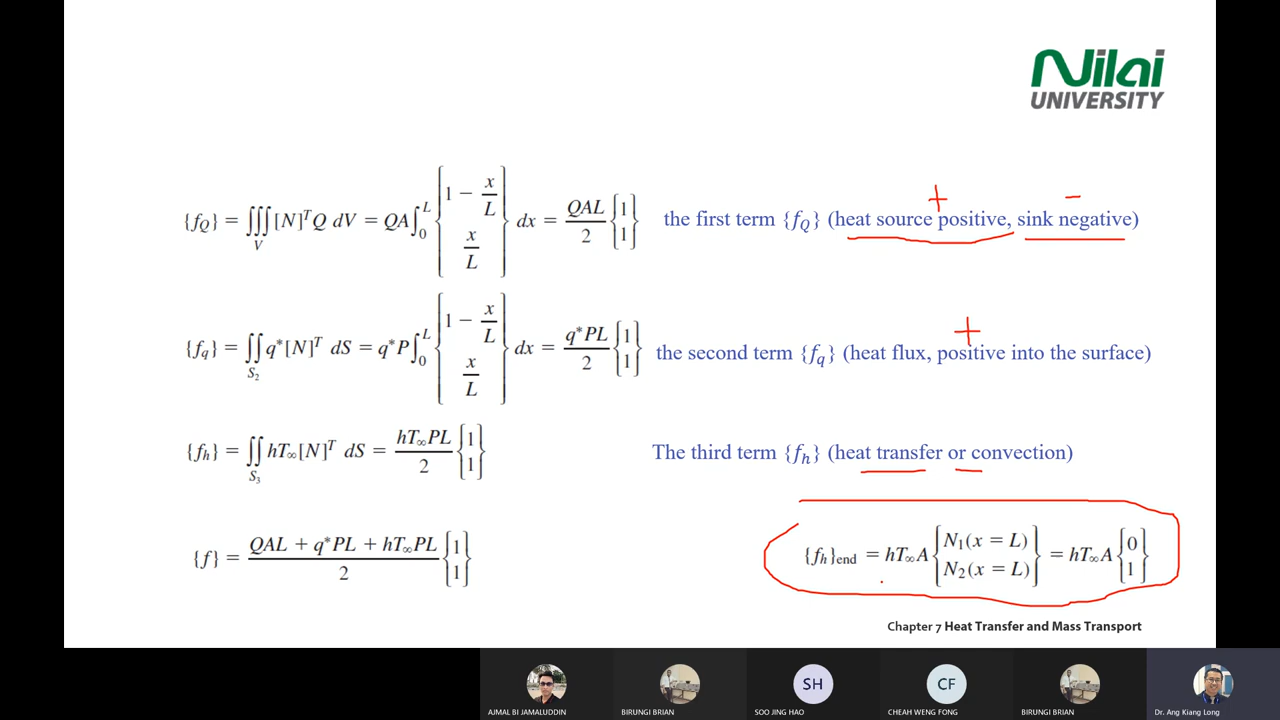 Nilai
UNIVERSITY
+
−
{f_Q} = ∭_V [N]^T Q dV = QA ∫_0^L {1 − x/L, x/L} dx = QAL/2 {1, 1} the first term {f_Q} (heat source positive, sink negative)
+
{f_q} = ∬_{S_2} q*[N]^T dS = q*P ∫_0^L {1 − x/L, x/L} dx = q*PL/2 {1, 1} the second term {f_q} (heat flux, positive into the surface)
{f_h} = ∬_{S_3} hT_∞[N]^T dS = hT_∞PL/2 {1, 1} The third term {f_h} (heat transfer or convection)
{f} = (QAL + q*PL + hT_∞PL)/2 {1, 1} {f_h}_end = hT_∞A {N_1(x = L), N_2(x = L)} = hT_∞A {0, 1}
Chapter 7 Heat Transfer and Mass Transport
SH CF
AJMAL BI JAMALUDDIN BIRUNGI BRIAN SOO JING HAO CHEAH WENG FONG BIRUNGI BRIAN Dr. Ang Kiang Long